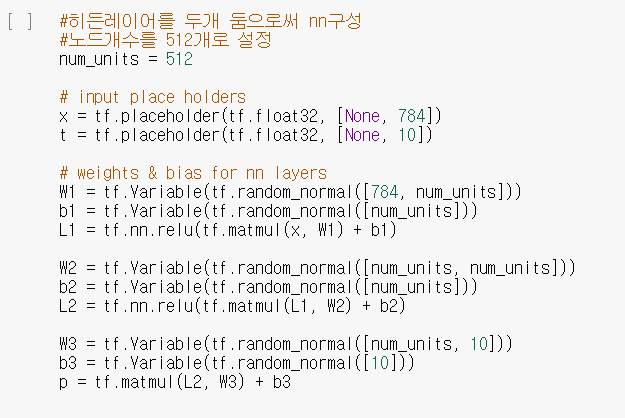 [ ] #히든레이어를 두개 둠으로써 nn구성
#노드개수를 512개로 설정
num_units = 512
# input place holders
x = tf.placeholder(tf.float32, [None, 784])
t = tf.placeholder(tf.float32, [None, 10])
# weights & bias for nn layers
W1 = tf.Variable(tf.random_normal([784, num_units]))
b1 = tf.Variable(tf.random_normal([num_units]))
L1 = tf.nn.relu(tf.matmul(x, W1) + b1)
W2 = tf.Variable(tf.random_normal([num_units, num_units]))
b2 = tf.Variable(tf.random_normal([num_units]))
L2 = tf.nn.relu(tf.matmul(L1, W2) + b2)
W3 = tf.Variable(tf.random_normal([num_units, 10]))
b3 = tf.Variable(tf.random_normal([10]))
p = tf.matmul(L2, W3) + b3